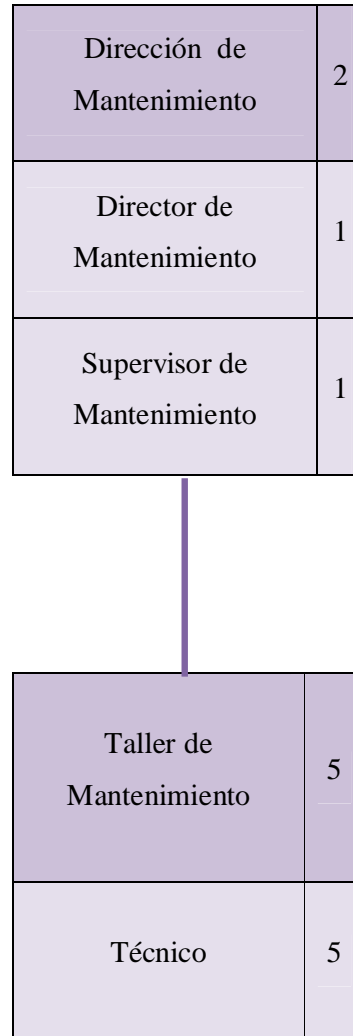 Dirección de
Mantenimiento
2
Director de
Mantenimiento
1
Supervisor de
Mantenimiento
1
Taller de
Mantenimiento
5
Técnico
5